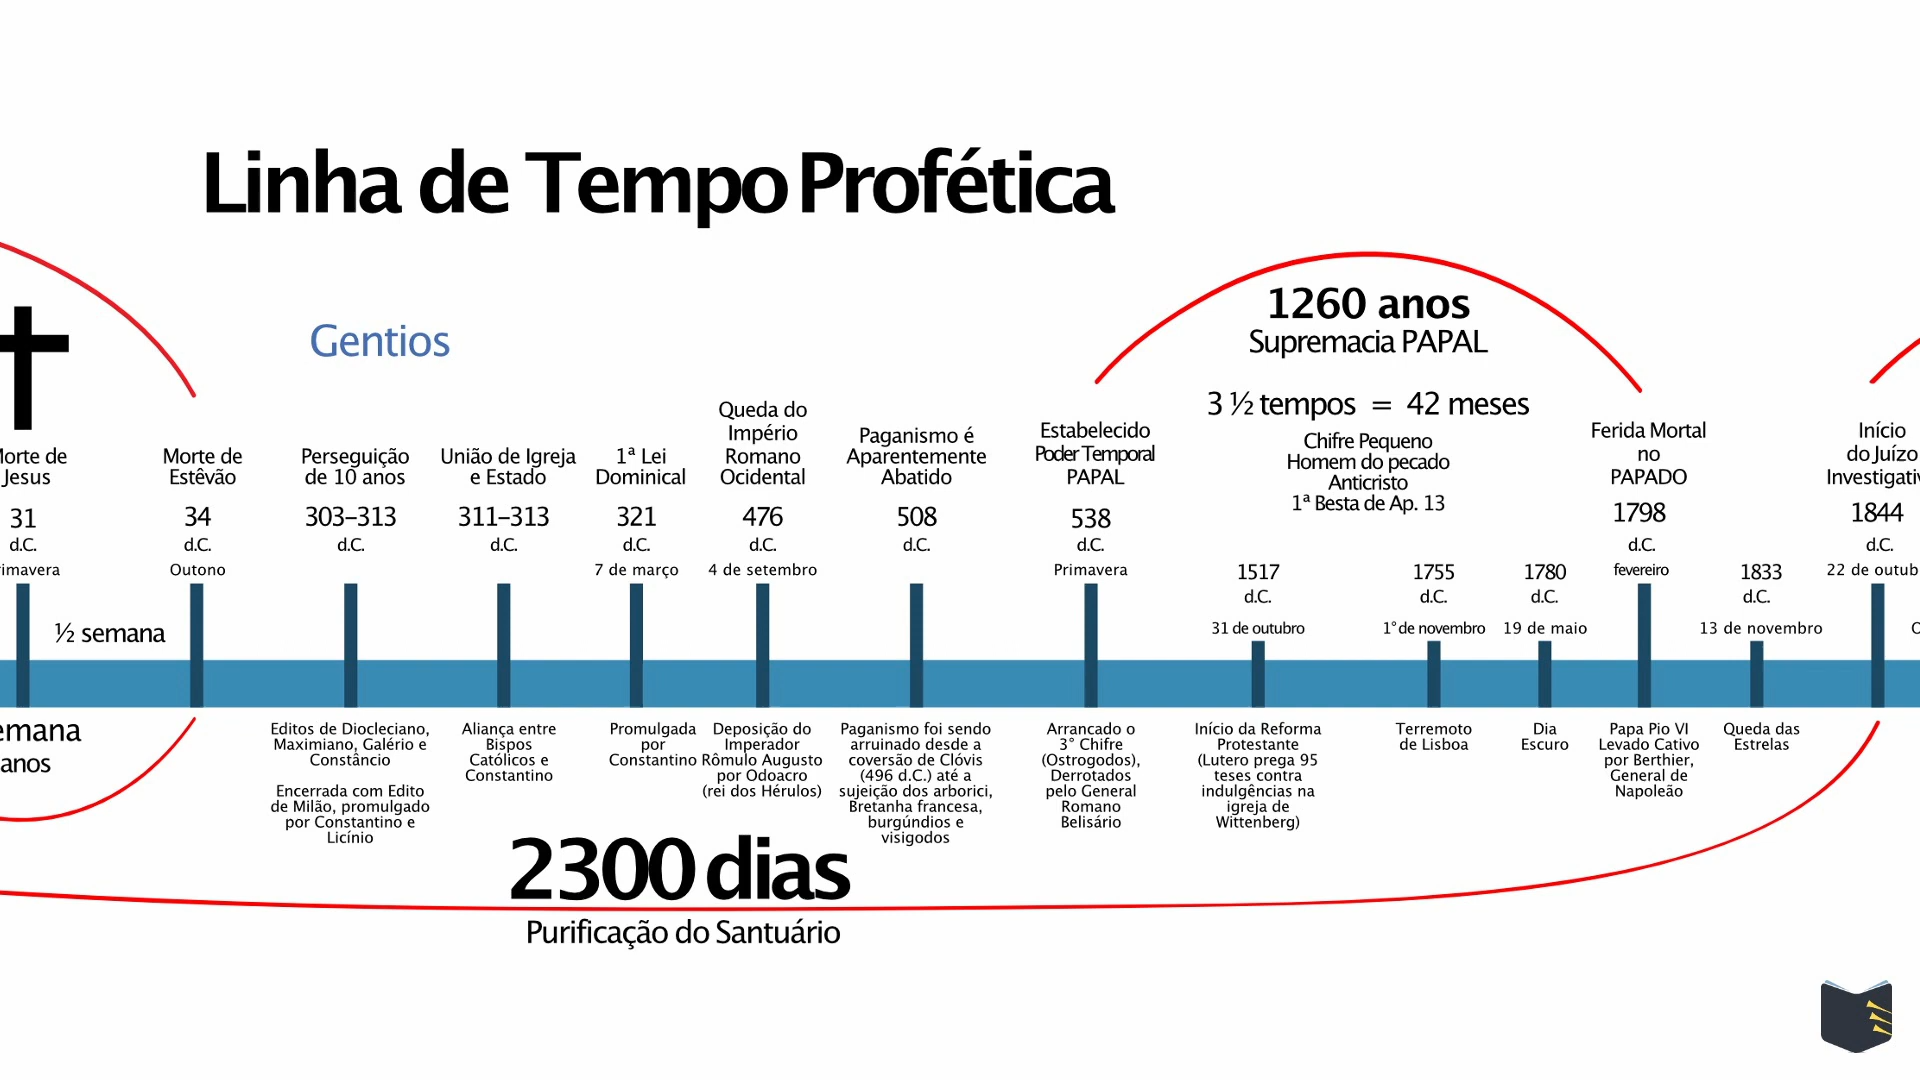 Linha de Tempo Profética
Gentios
1260 anos
Supremacia PAPAL
3 ½ tempos = 42 meses
Chifre Pequeno
Homem do pecado
Anticristo
1ª Besta de Ap. 13
orte de
Jesus
31
d.C.
imavera
½ semana
emana
anos
Morte de
Estêvão
34
d.C.
Outono
Perseguição
de 10 anos
303–313
d.C.
Editos de Diocleciano,
Maximiano, Galério e
Constâncio
Encerrada com Edito
de Milão, promulgado
por Constantino e
Licínio
União de Igreja
e Estado
311–313
d.C.
Aliança entre
Bispos
Católicos e
Constantino
1ª Lei
Dominical
321
d.C.
7 de março
Promulgada
por
Constantino
Queda do
Império
Romano
Ocidental
476
d.C.
4 de setembro
Deposição do
Imperador
Rômulo Augusto
por Odoacro
(rei dos Hérulos)
Paganismo é
Aparentemente
Abatido
508
d.C.
Paganismo foi sendo
arruinado desde a
coversão de Clóvis
(496 d.C.) até a
sujeição dos arborici,
Bretanha francesa,
burgúndios e
visigodos
Estabelecido
Poder Temporal
PAPAL
538
d.C.
Primavera
Arrancado o
3° Chifre
(Ostrogodos),
Derrotados
pelo General
Romano
Belisário
1517
d.C.
31 de outubro
Início da Reforma
Protestante
(Lutero prega 95
teses contra
indulgências na
igreja de
Wittenberg)
1755
d.C.
1° de novembro
Terremoto
de Lisboa
1780
d.C.
19 de maio
Dia
Escuro
Ferida Mortal
no
PAPADO
1798
d.C.
fevereiro
Papa Pio VI
Levado Cativo
por Berthier,
General de
Napoleão
1833
d.C.
13 de novembro
Queda das
Estrelas
Início
do Juízo
Investigativ
1844
d.C.
22 de outub
2300 dias
Purificação do Santuário